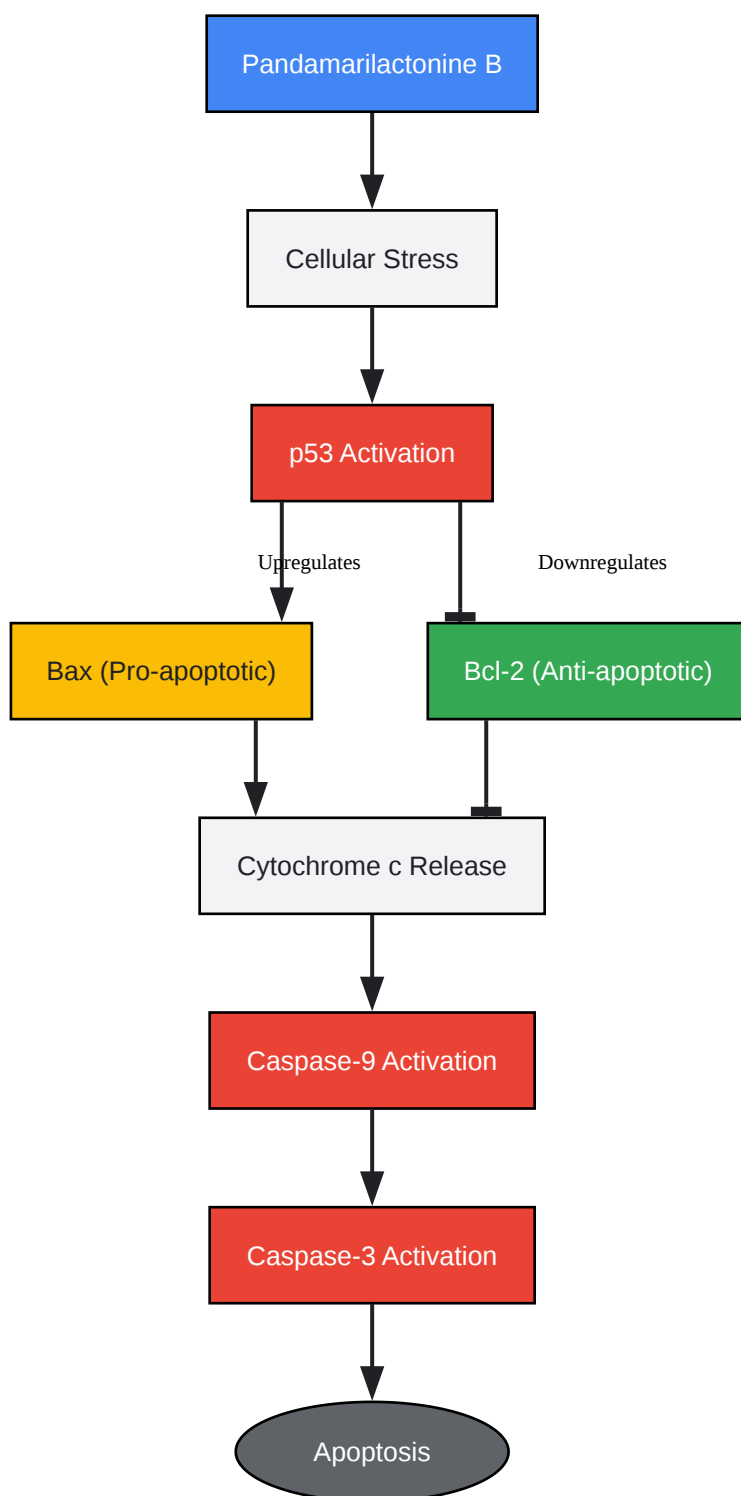 Pandamarilactonine B
Cellular Stress
p53 Activation
Upregulates
Downregulates
Bax (Pro-apoptotic)
Bcl-2 (Anti-apoptotic)
Cytochrome c Release
Caspase-9 Activation
Caspase-3 Activation
Apoptosis